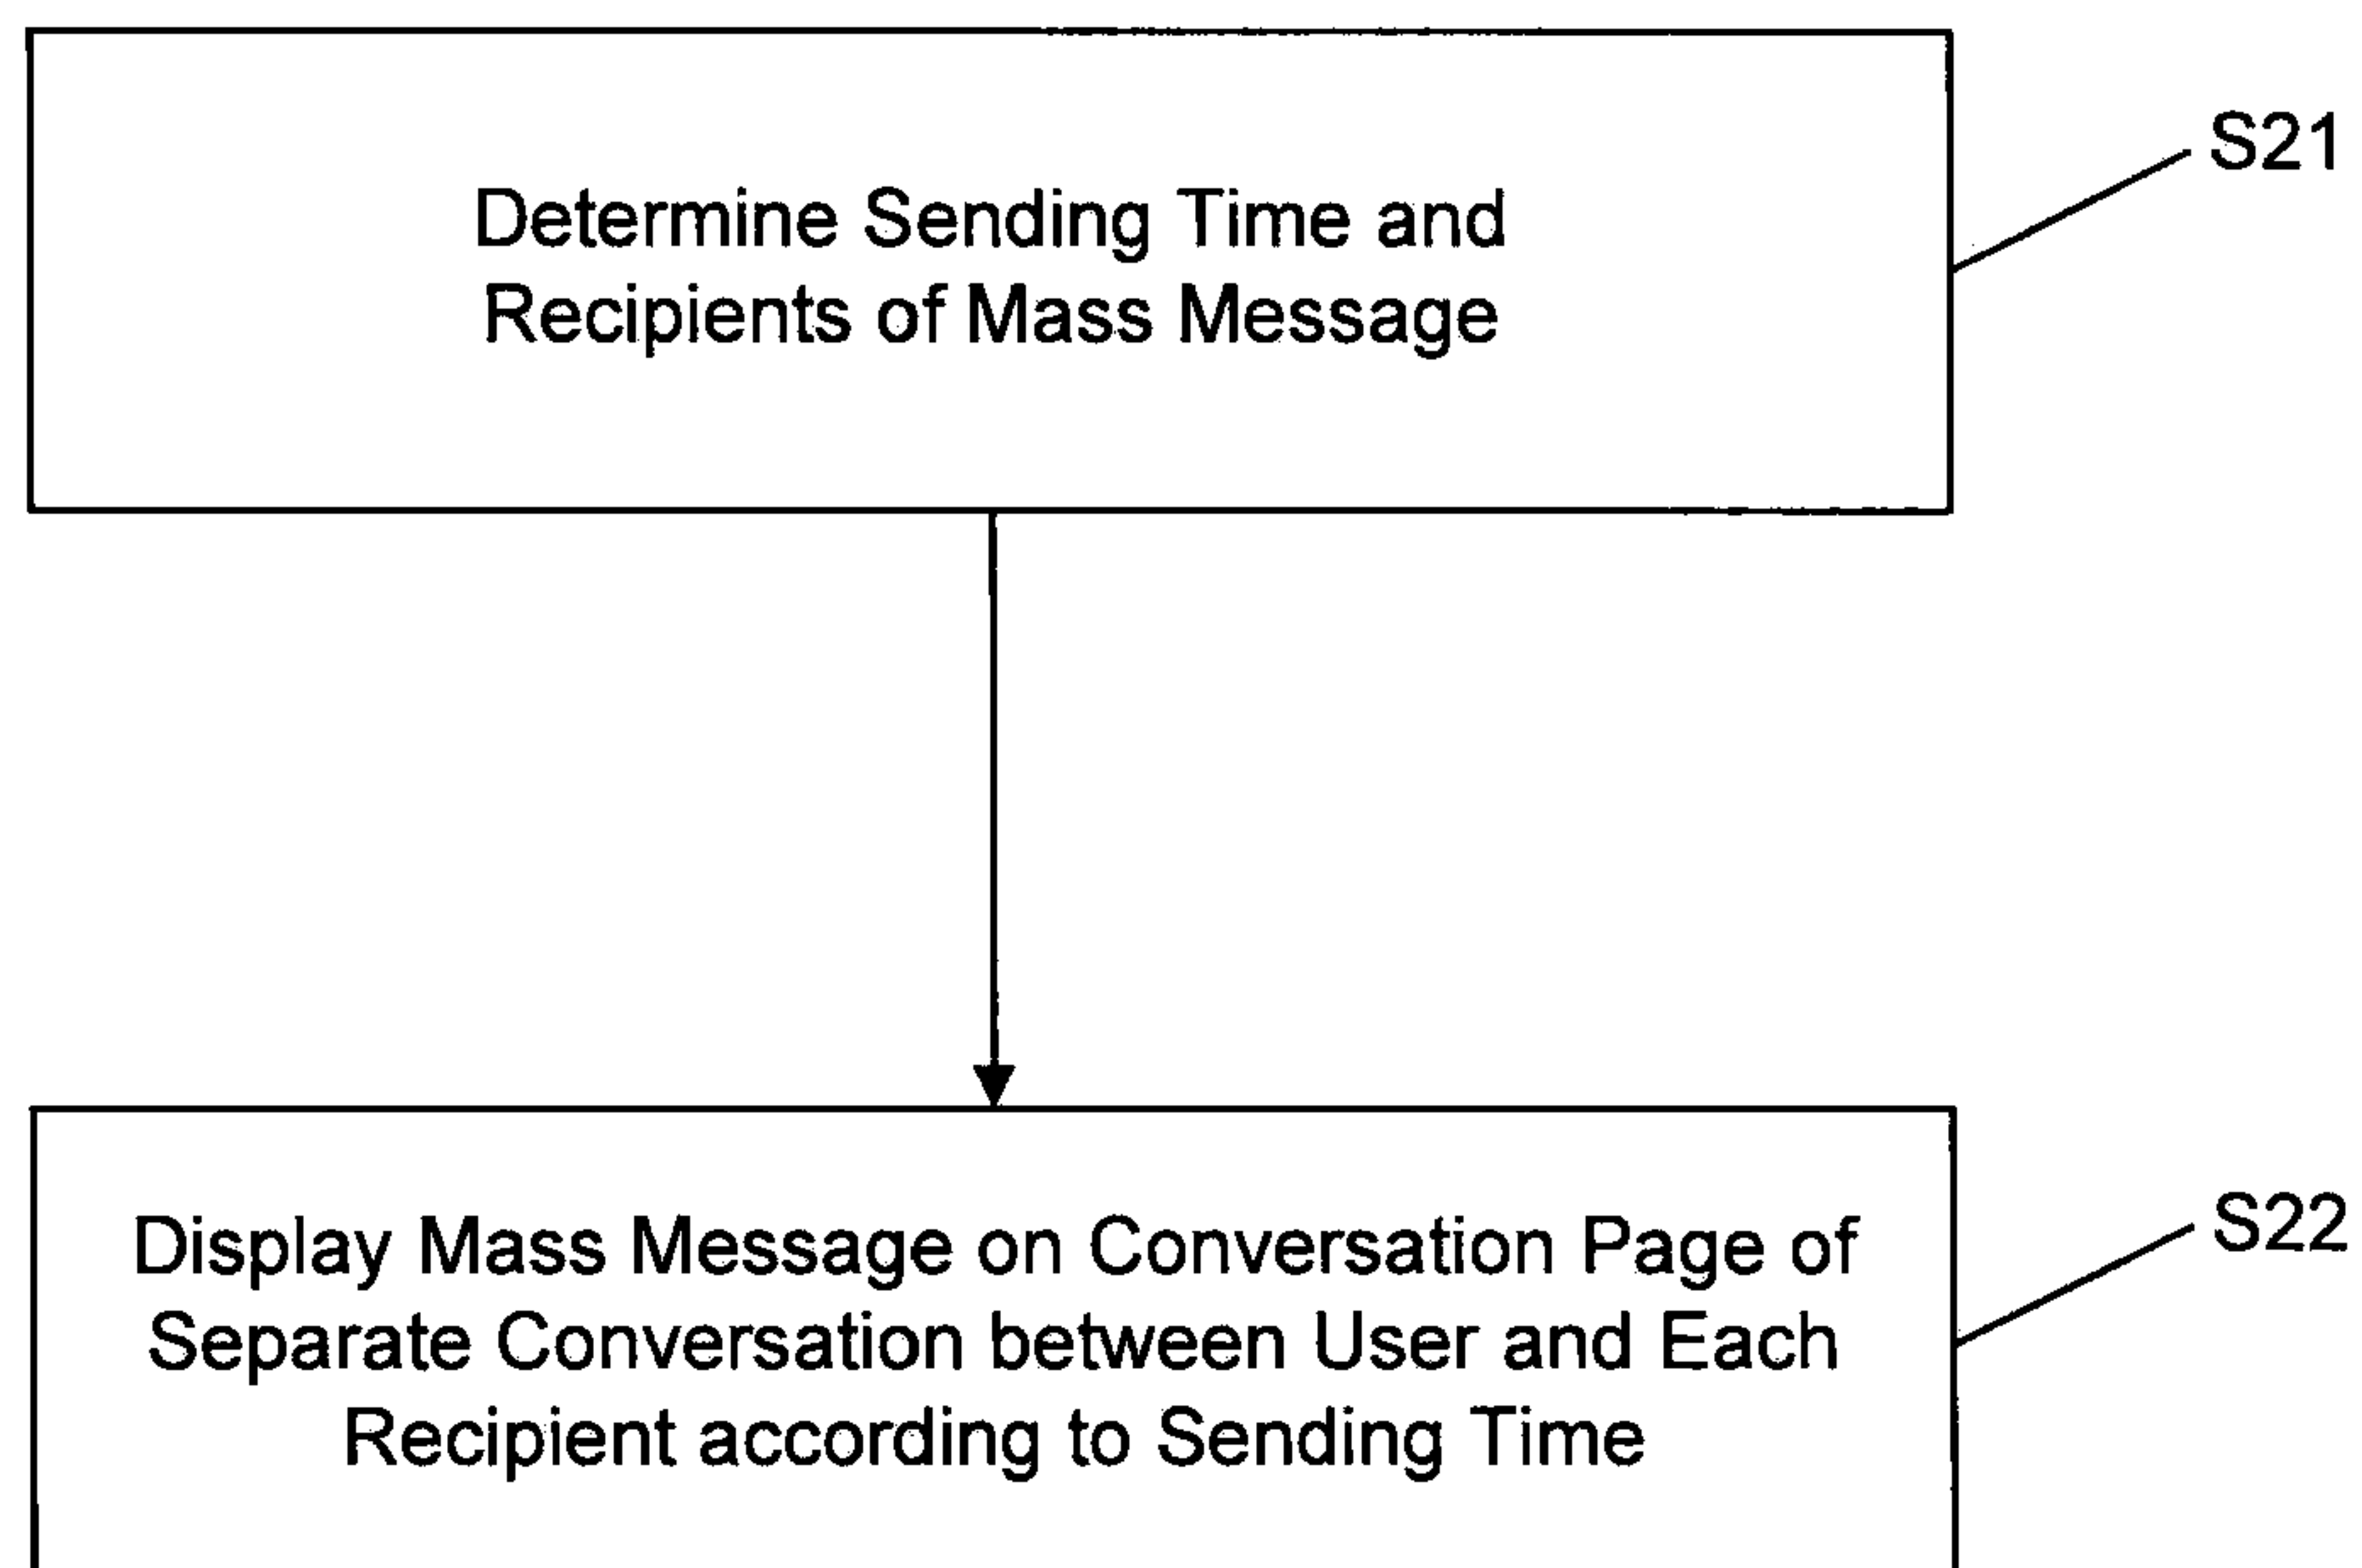 S21
Determine Sending Time and
Recipients of Mass Message
S22
Display Mass Message on Conversation Page of
Separate Conversation between User and Each
Recipient according to Sending Time